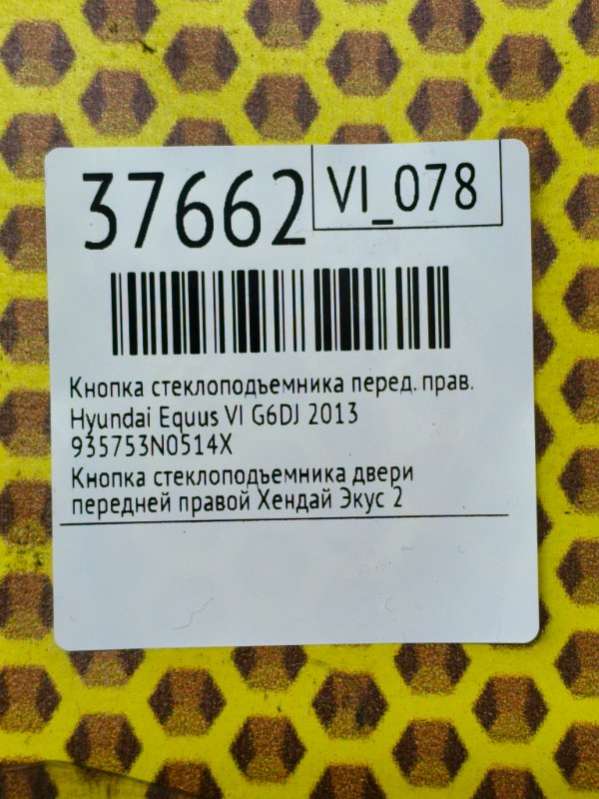 37662
VI_078
Кнопка стеклоподъемника перед. прав.
Hyundai Equus VI G6DJ 2013
935753N0514X
Кнопка стеклоподъемника двери
передней правой Хендай Экус 2